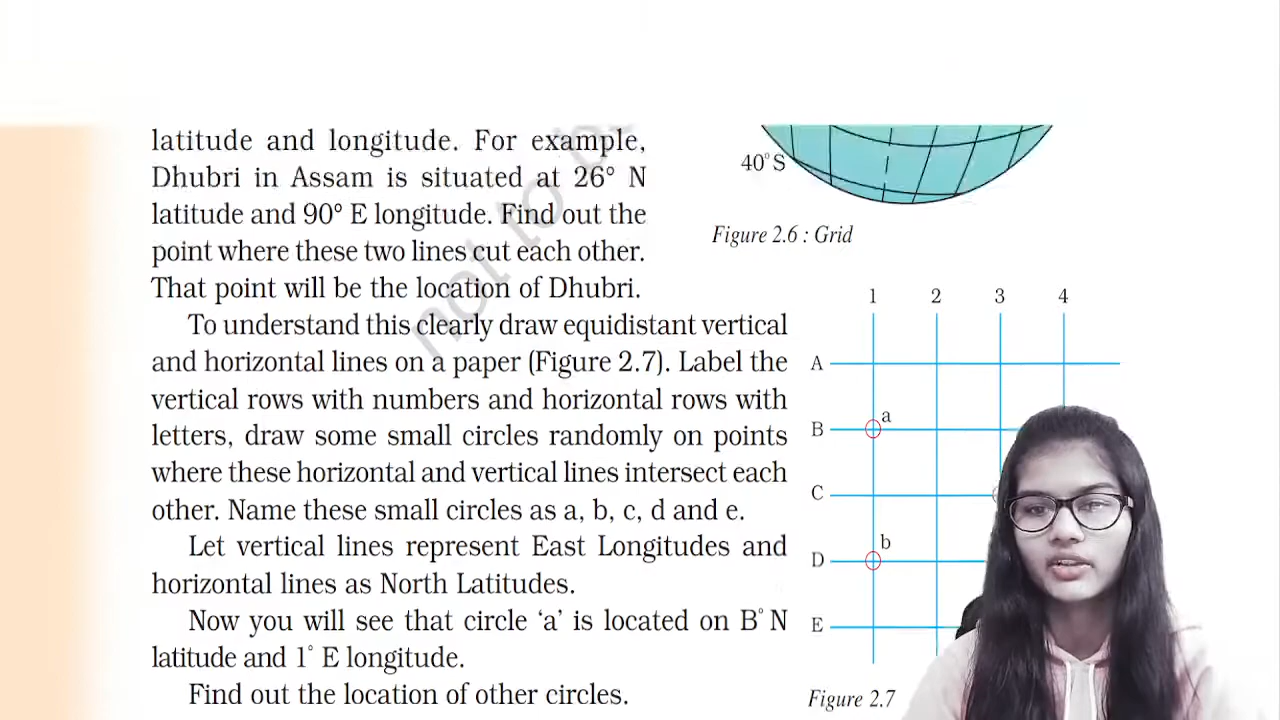 latitude and longitude. For example,
Dhubri in Assam is situated at 26° N
latitude and 90° E longitude. Find out the
point where these two lines cut each other.
That point will be the location of Dhubri.
To understand this clearly draw equidistant vertical
and horizontal lines on a paper (Figure 2.7). Label the
vertical rows with numbers and horizontal rows with
letters, draw some small circles randomly on points
where these horizontal and vertical lines intersect each
other. Name these small circles as a, b, c, d and e.
Let vertical lines represent East Longitudes and
horizontal lines as North Latitudes.
Now you will see that circle ‘a’ is located on B° N
latitude and 1° E longitude.
Find out the location of other circles.
40°S
Figure 2.6 : Grid
1 2 3 4
A
a
B
C
b
D
E
Figure 2.7
not to